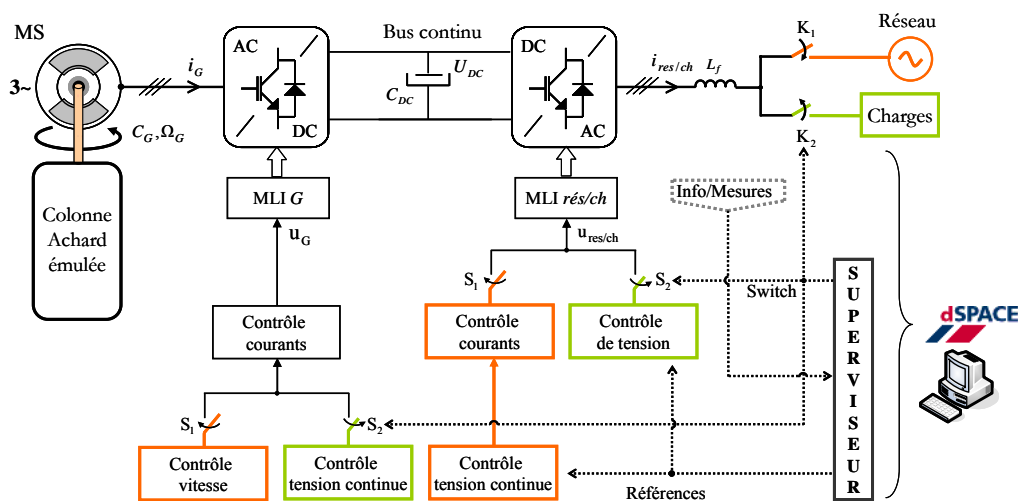 MS
3~
C_G, Ω_G
Colonne
Achard
émulée
i_G
AC
DC
Bus continu
U_DC
C_DC
DC
AC
i_res/ch
L_f
K_1
Réseau
Charges
K_2
MLI G
u_G
Contrôle
courants
S_1
S_2
Contrôle
vitesse
Contrôle
tension continue
MLI rés/ch
u_res/ch
S_1
S_2
Contrôle
courants
Contrôle
de tension
Contrôle
tension continue
Info/Mesures
Switch
Références
SUPERVISEUR
dSPACE